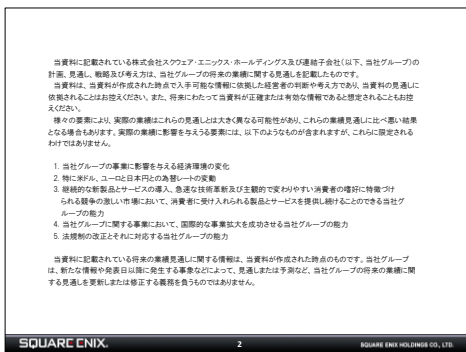 当資料に記載されている株式会社スクウェア・エニックス・ホールディングス及び連結子会社(以下、当社グループ)の
計画、見通し、戦略及び考え方は、当社グループの将来の業績に関する見通しを記載したものです。
当資料は、当資料が作成された時点で入手可能な情報に依拠した経営者の判断や考え方であり、当資料の見通しに
依拠されることはお控えください。また、将来にわたって当資料が正確または有効な情報であると想定されることもお控
えください。
様々の要素により、実際の業績はこれらの見通しとは大きく異なる可能性があり、これらの業績見通しに比べ悪い結果
となる場合もあります。実際の業績に影響を与えうる要素には、以下のようなものが含まれますが、これらに限定される
わけではありません。
1. 当社グループの事業に影響を与える経済環境の変化
2. 特に米ドル、ユーロと日本円との為替レートの変動
3. 継続的な新製品とサービスの導入、急速な技術革新及び主観的で変わりやすい消費者の嗜好に特徴づけ
られる競争の激しい市場において、消費者に受け入れられる製品とサービスを提供し続けることのできる当社グ
ループの能力
4. 当社グループに関する事業において、国際的な事業拡大を成功させる当社グループの能力
5. 法規制の改正とそれに対応する当社グループの能力
当資料に記載されている将来の業績見通しに関する情報は、当資料が作成された時点のものです。当社グループ
は、新たな情報や発表日以降に発生する事象などによって、見通しまたは予測など、当社グループの将来の業績に関
する見通しを更新しまたは修正する義務を負うものではありません。
SQUARE ENIX. 2 SQUARE ENIX HOLDINGS CO., LTD.